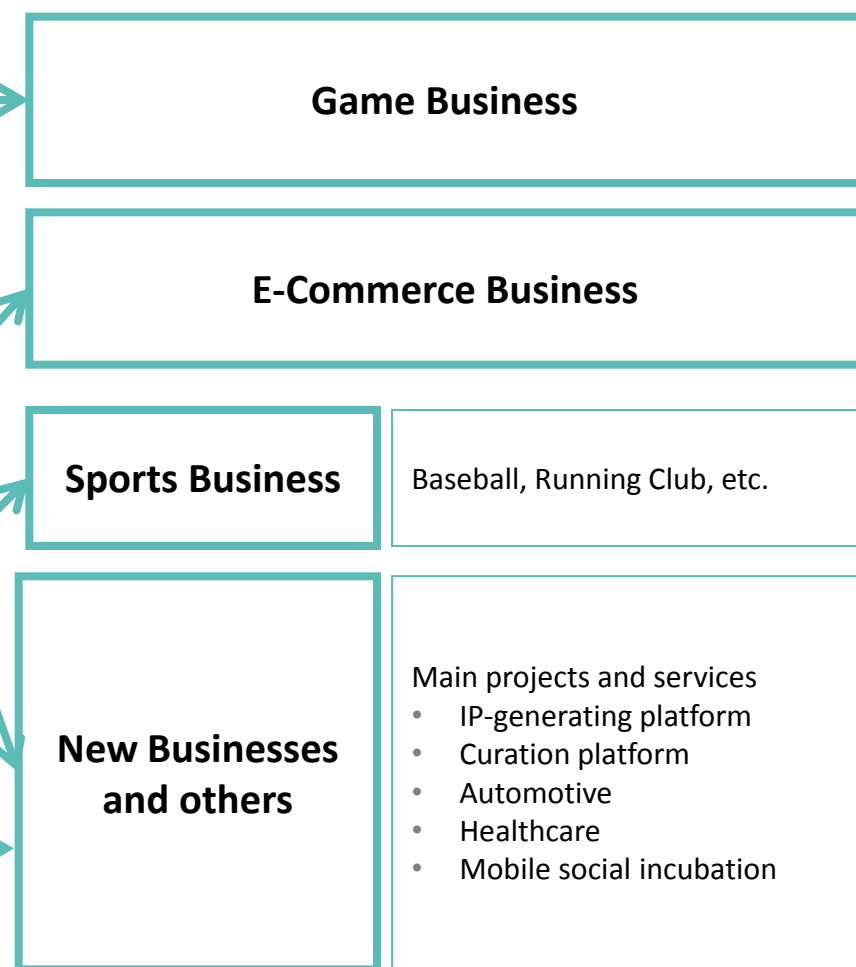 Game Business
E-Commerce Business
Sports Business
Baseball, Running Club, etc.
New Businesses
and others
Main projects and services
• IP-generating platform
• Curation platform
• Automotive
• Healthcare
• Mobile social incubation